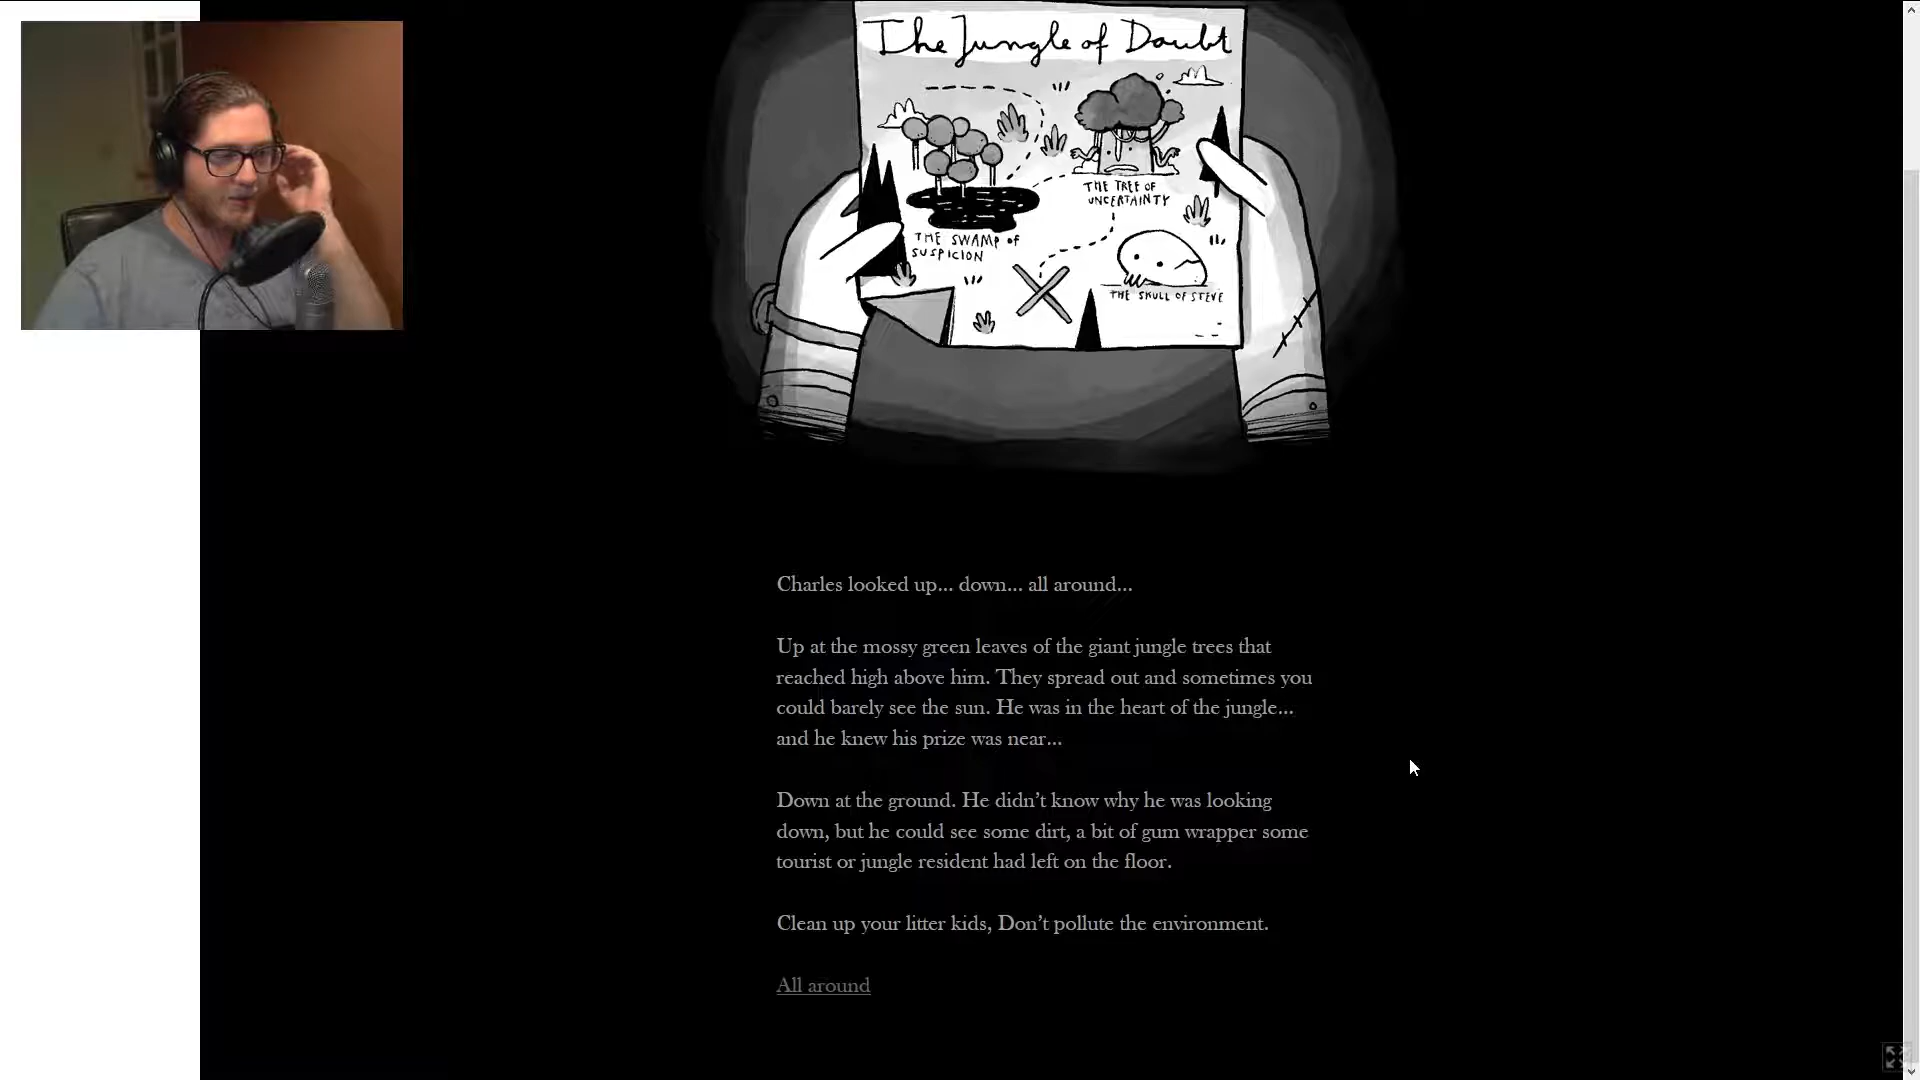 The Jungle of Doubt
THE TREE OF
UNCERTAINTY
THE SWAMP OF
SUSPICION
THE SKULL OF STEVE
Charles looked up... down... all around...
Up at the mossy green leaves of the giant jungle trees that
reached high above him. They spread out and sometimes you
could barely see the sun. He was in the heart of the jungle...
and he knew his prize was near...
Down at the ground. He didn't know why he was looking
down, but he could see some dirt, a bit of gum wrapper some
tourist or jungle resident had left on the floor.
Clean up your litter kids, Don't pollute the environment.
All around